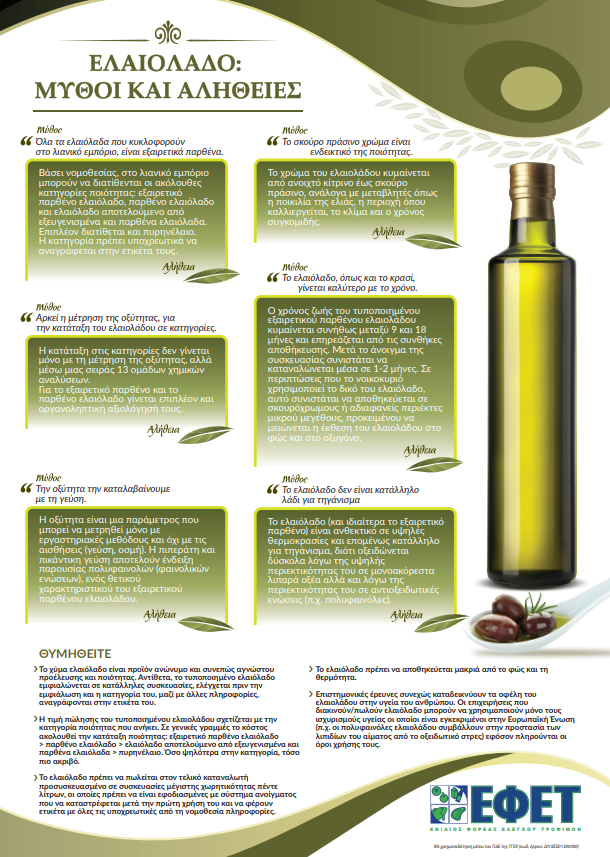 ΕΛΑΙΟΛΑΔΟ:
ΜΥΘΟΙ ΚΑΙ ΑΛΗΘΕΙΕΣ
Μύθος
“ Όλα τα ελαιόλαδα που κυκλοφορούν
στο λιανικό εμπόριο, είναι εξαιρετικά παρθένα.
Βάσει νομοθεσίας, στο λιανικό εμπόριο
μπορούν να διατίθενται οι ακόλουθες
κατηγορίες ποιότητας: εξαιρετικό
παρθένο ελαιόλαδο, παρθένο ελαιόλαδο
και ελαιόλαδο αποτελούμενο από
εξευγενισμένα και παρθένα ελαιόλαδα.
Επιπλέον διατίθεται και πυρηνέλαιο.
Η κατηγορία πρέπει υποχρεωτικά να
αναγράφεται στην ετικέτα τους.
Αλήθεια
Μύθος
“ Αρκεί η μέτρηση της οξύτητας, για
την κατάταξη του ελαιολάδου σε κατηγορίες.
Η κατάταξη στις κατηγορίες δεν γίνεται
μόνο με τη μέτρηση της οξύτητας, αλλά
μέσω μιας σειράς 13 ομάδων χημικών
αναλύσεων.
Για το εξαιρετικό παρθένο και το
παρθένο ελαιόλαδο γίνεται επιπλέον και
οργανοληπτική αξιολόγησή τους.
Αλήθεια
Μύθος
“ Την οξύτητα την καταλαβαίνουμε
με τη γεύση.
Η οξύτητα είναι μια παράμετρος που
μπορεί να μετρηθεί μόνο με
εργαστηριακές μεθόδους και όχι με τις
αισθήσεις (γεύση, οσμή). Η πιπεράτη και
πικάντικη γεύση αποτελούν ένδειξη
παρουσίας πολυφαινολών (φαινολικών
ενώσεων), ενός θετικού
χαρακτηριστικού του εξαιρετικού
παρθένου ελαιολάδου.
Αλήθεια
Μύθος
“ Το σκούρο πράσινο χρώμα είναι
ενδεικτικό της ποιότητας.
Το χρώμα του ελαιολάδου κυμαίνεται
από ανοιχτό κίτρινο έως σκούρο
πράσινο, ανάλογα με μεταβλητές όπως
η ποικιλία της ελιάς, η περιοχή όπου
καλλιεργείται, το κλίμα και ο χρόνος
συγκομιδής.
Αλήθεια
Μύθος
“ Το ελαιόλαδο, όπως και το κρασί,
γίνεται καλύτερο με το χρόνο.
Ο χρόνος ζωής του τυποποιημένου
εξαιρετικού παρθένου ελαιολάδου
κυμαίνεται συνήθως μεταξύ 9 και 18
μήνες και επηρεάζεται από τις συνθήκες
αποθήκευσης. Μετά το άνοιγμα της
συσκευασίας συνιστάται να
καταναλώνεται μέσα σε 1-2 μήνες. Σε
περιπτώσεις που το νοικοκυριό
χρησιμοποιεί το δικό του ελαιόλαδο,
αυτό συνιστάται να αποθηκεύεται σε
σκουρόχρωμους ή αδιαφανείς περιέκτες
μικρού μεγέθους, προκειμένου να
μειώνεται η έκθεση του ελαιολάδου στο
φώς και στο οξυγόνο.
Αλήθεια
Μύθος
“ Το ελαιόλαδο δεν είναι κατάλληλο
λάδι για τηγάνισμα
Το ελαιόλαδο (και ιδιαίτερα το εξαιρετικό
παρθένο) είναι ανθεκτικό σε υψηλές
θερμοκρασίες και επομένως κατάλληλο
για τηγάνισμα, διότι οξειδώνεται
δύσκολα λόγω της υψηλής
περιεκτικότητας του σε μονοακόρεστα
λιπαρά οξέα αλλά και λόγω της
περιεκτικότητας του σε αντιοξειδωτικές
ενώσεις (π.χ. πολυφαινόλες).
Αλήθεια
ΘΥΜΗΘΕΙΤΕ
Το χύμα ελαιόλαδο είναι προϊόν ανώνυμο και συνεπώς αγνώστου
προέλευσης και ποιότητας. Αντίθετα, το τυποποιημένο ελαιόλαδο
εμφιαλώνεται σε κατάλληλες συσκευασίες, ελέγχεται πριν την
εμφιάλωση και η κατηγορία του, μαζί με άλλες πληροφορίες,
αναγράφονται στην ετικέτα του.
Η τιμή πώλησης του τυποποιημένου ελαιολάδου σχετίζεται με την
κατηγορία ποιότητας που ανήκει. Σε γενικές γραμμές το κόστος
ακολουθεί την κατάταξη ποιότητας: εξαιρετικό παρθένο ελαιόλαδο
> παρθένο ελαιόλαδο > ελαιόλαδο αποτελούμενο από εξευγενισμένα και
παρθένα ελαιόλαδα > πυρηνέλαιο. Όσο ψηλότερα στην κατηγορία, τόσο
πιο ακριβό.
Το ελαιόλαδο πρέπει να πωλείται στον τελικό καταναλωτή
προσυσκευασμένο σε συσκευασίες μέγιστης χωρητικότητας πέντε
λίτρων, οι οποίες πρέπει να είναι εφοδιασμένες με σύστημα ανοίγματος
που να καταστρέφεται μετά την πρώτη χρήση του και να φέρουν
ετικέτα με όλες τις υποχρεωτικές από τη νομοθεσία πληροφορίες.
Το ελαιόλαδο πρέπει να αποθηκεύεται μακριά από το φώς και τη
θερμότητα.
Επιστημονικές έρευνες συνεχώς καταδεικνύουν τα οφέλη του
ελαιολάδου στην υγεία του ανθρώπου. Οι επιχειρήσεις που
διακινούν/πωλούν ελαιόλαδο μπορούν να χρησιμοποιούν μόνο τους
ισχυρισμούς υγείας οι οποίοι είναι εγκεκριμένοι στην Ευρωπαϊκή Ένωση
(π.χ. οι πολυφαινόλες ελαιολάδου συμβάλλουν στην προστασία των
λιπιδίων του αίματος από το οξειδωτικό στρες) εφόσον πληρούνται οι
όροι χρήσης τους.
ΕΦΕΤ
ΕΝΙΑΙΟΣ ΦΟΡΕΑΣ ΕΛΕΓΧΟΥ ΤΡΟΦΙΜΩΝ
Με χρηματοδότηση μέσω του ΠΔΕ της ΓΓΕΚ